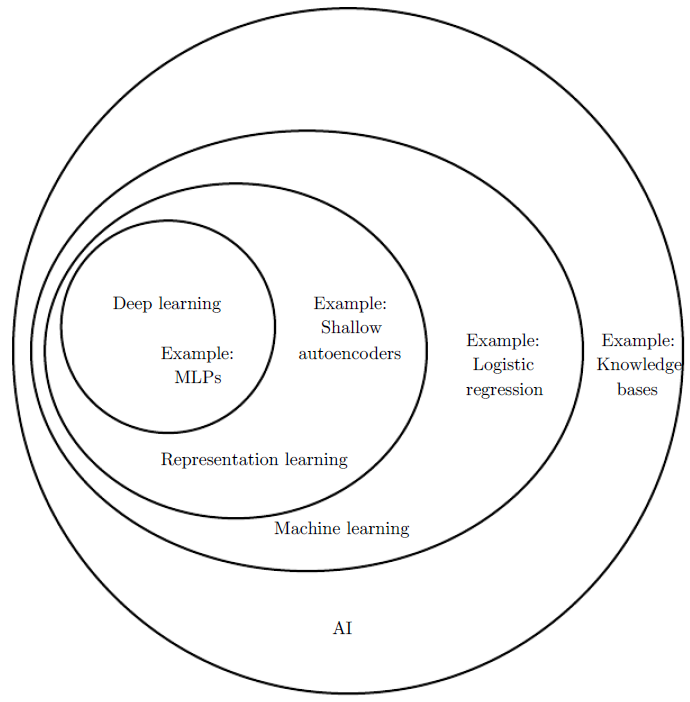 Deep learning
Example:
MLPs
Example:
Shallow
autoencoders
Example:
Logistic
regression
Example:
Knowledge
bases
Representation learning
Machine learning
AI